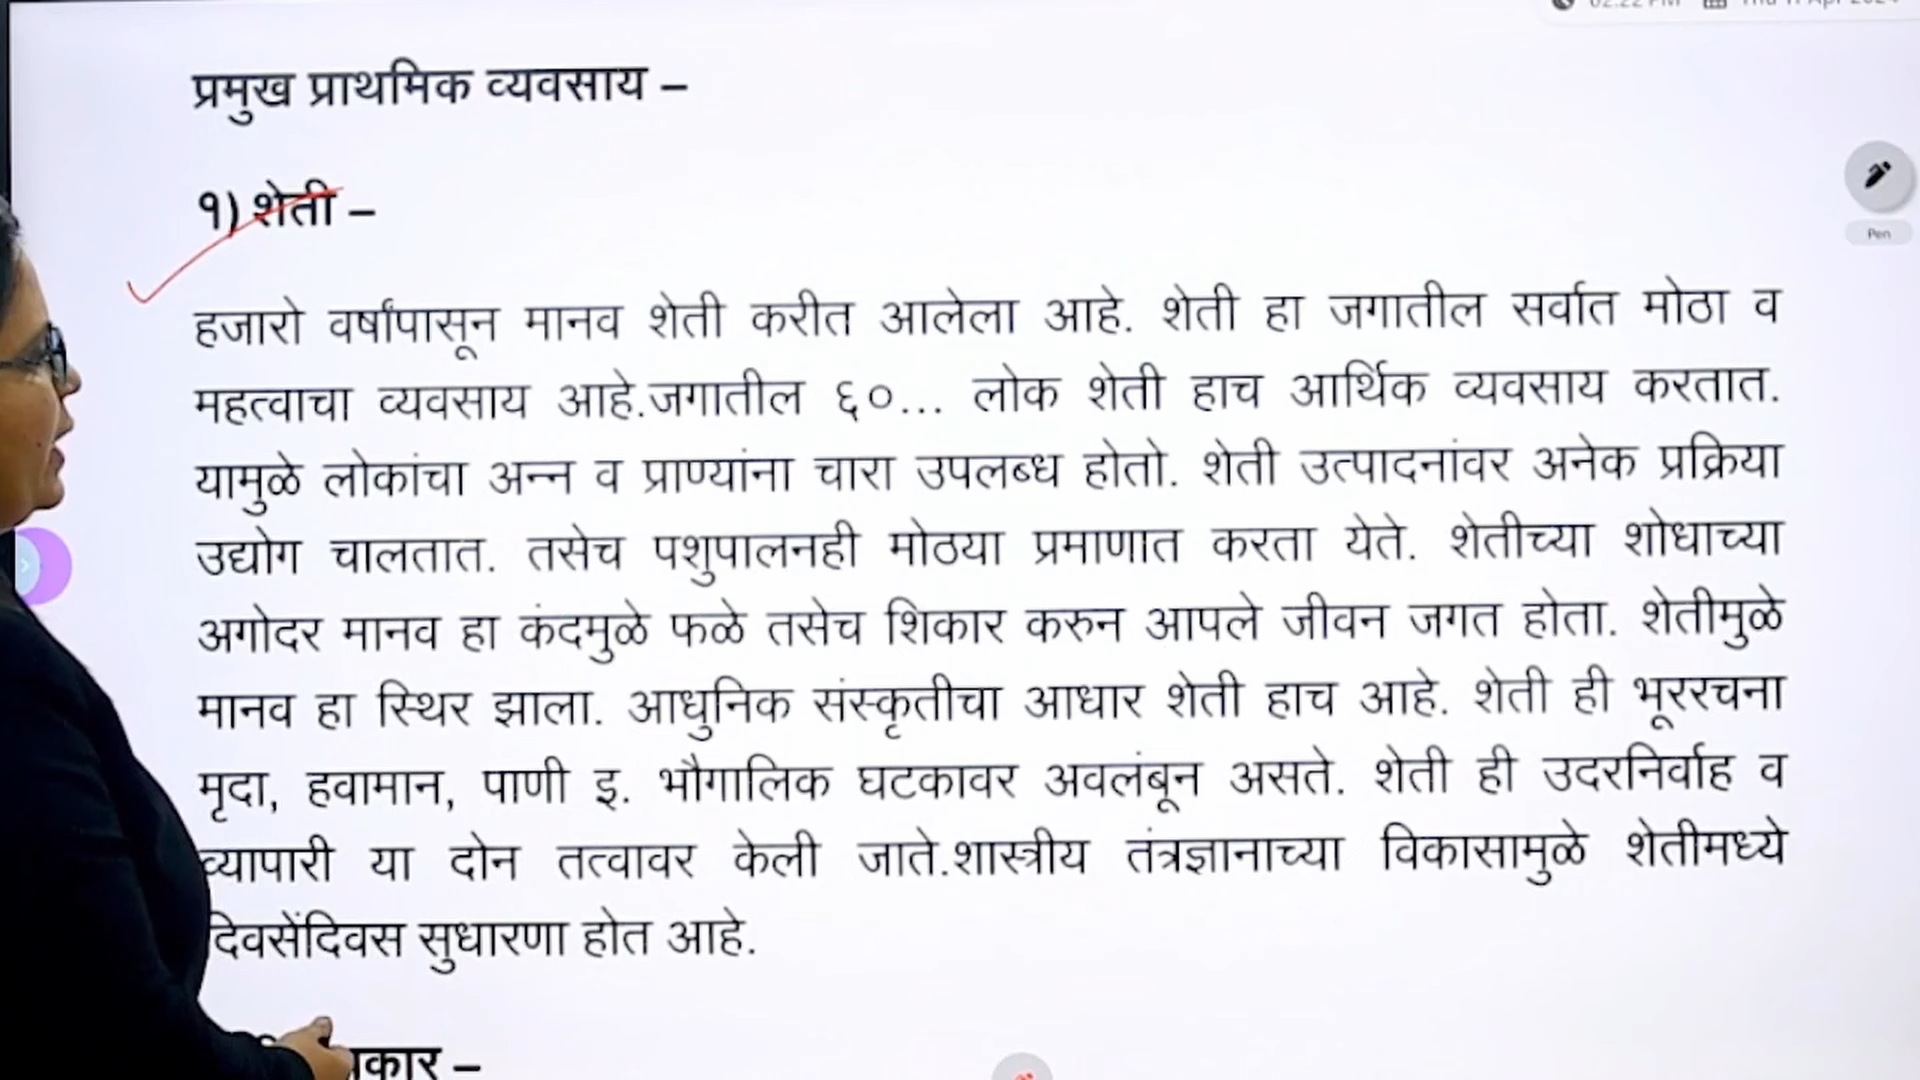 प्रमुख प्राथमिक व्यवसाय –
१) शेती –
हजारो वर्षांपासून मानव शेती करीत आलेला आहे. शेती हा जगातील सर्वात मोठा व
महत्वाचा व्यवसाय आहे.जगातील ६०... लोक शेती हाच आर्थिक व्यवसाय करतात.
यामुळे लोकांचा अन्न व प्राण्यांना चारा उपलब्ध होतो. शेती उत्पादनांवर अनेक प्रक्रिया
उद्योग चालतात. तसेच पशुपालनही मोठया प्रमाणात करता येते. शेतीच्या शोधाच्या
अगोदर मानव हा कंदमुळे फळे तसेच शिकार करुन आपले जीवन जगत होता. शेतीमुळे
मानव हा स्थिर झाला. आधुनिक संस्कृतीचा आधार शेती हाच आहे. शेती ही भूररचना
मृदा, हवामान, पाणी इ. भौगालिक घटकावर अवलंबून असते. शेती ही उदरनिर्वाह व
व्यापारी या दोन तत्वावर केली जाते.शास्त्रीय तंत्रज्ञानाच्या विकासामुळे शेतीमध्ये
दिवसेंदिवस सुधारणा होत आहे.
Pen